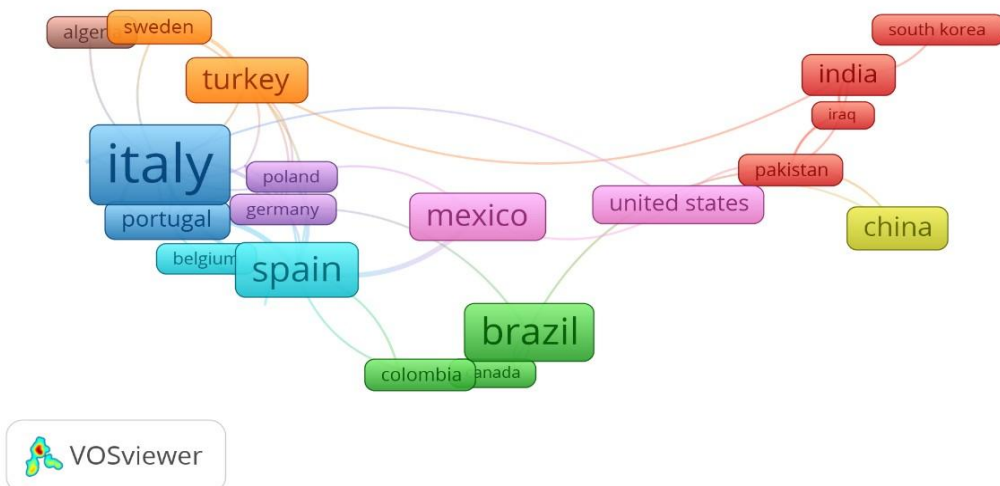 sweden
south korea
turkey
india
iraq
italy
pakistan
poland
united states
germany
mexico
portugal
china
belgium
spain
brazil
colombia
VOSviewer